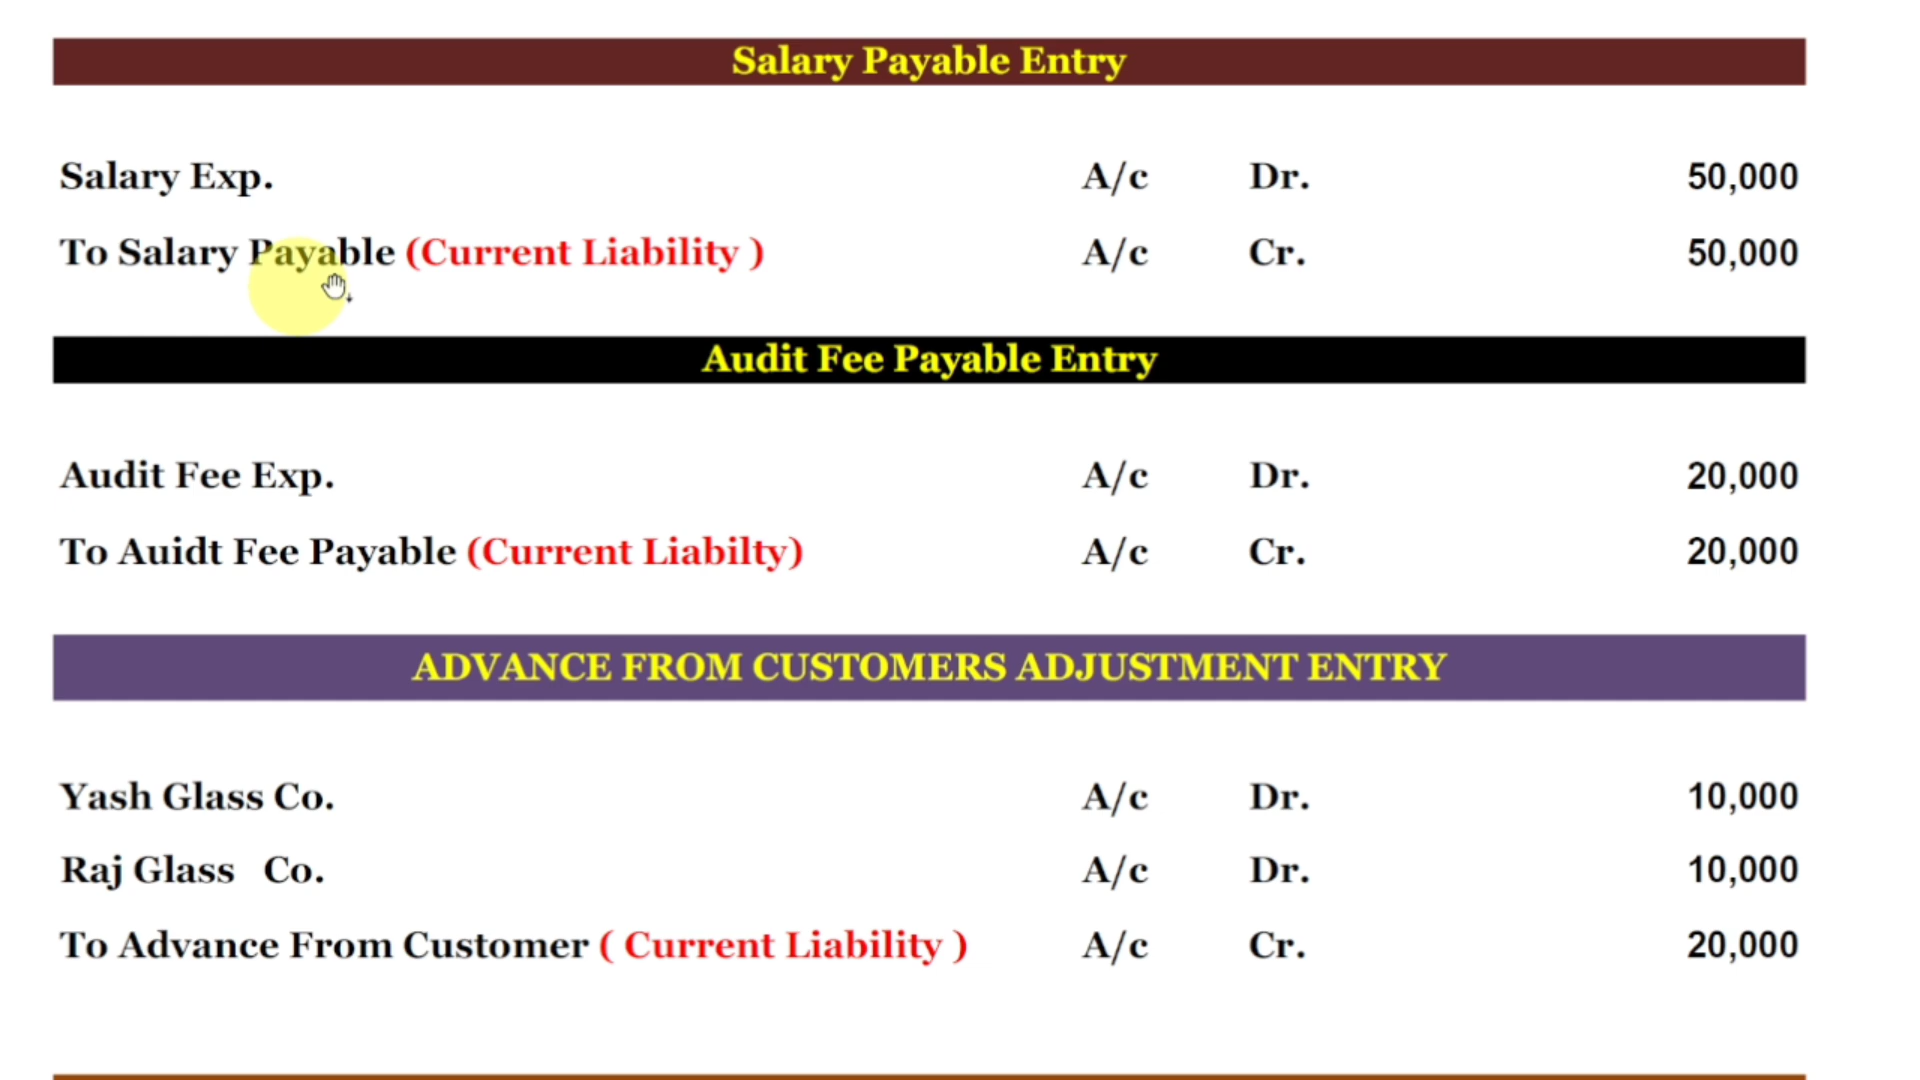 Salary Payable Entry
Salary Exp. A/c Dr. 50,000
To Salary Payable (Current Liability ) A/c Cr. 50,000
Audit Fee Payable Entry
Audit Fee Exp. A/c Dr. 20,000
To Auidt Fee Payable (Current Liabilty) A/c Cr. 20,000
ADVANCE FROM CUSTOMERS ADJUSTMENT ENTRY
Yash Glass Co. A/c Dr. 10,000
Raj Glass Co. A/c Dr. 10,000
To Advance From Customer ( Current Liability ) A/c Cr. 20,000